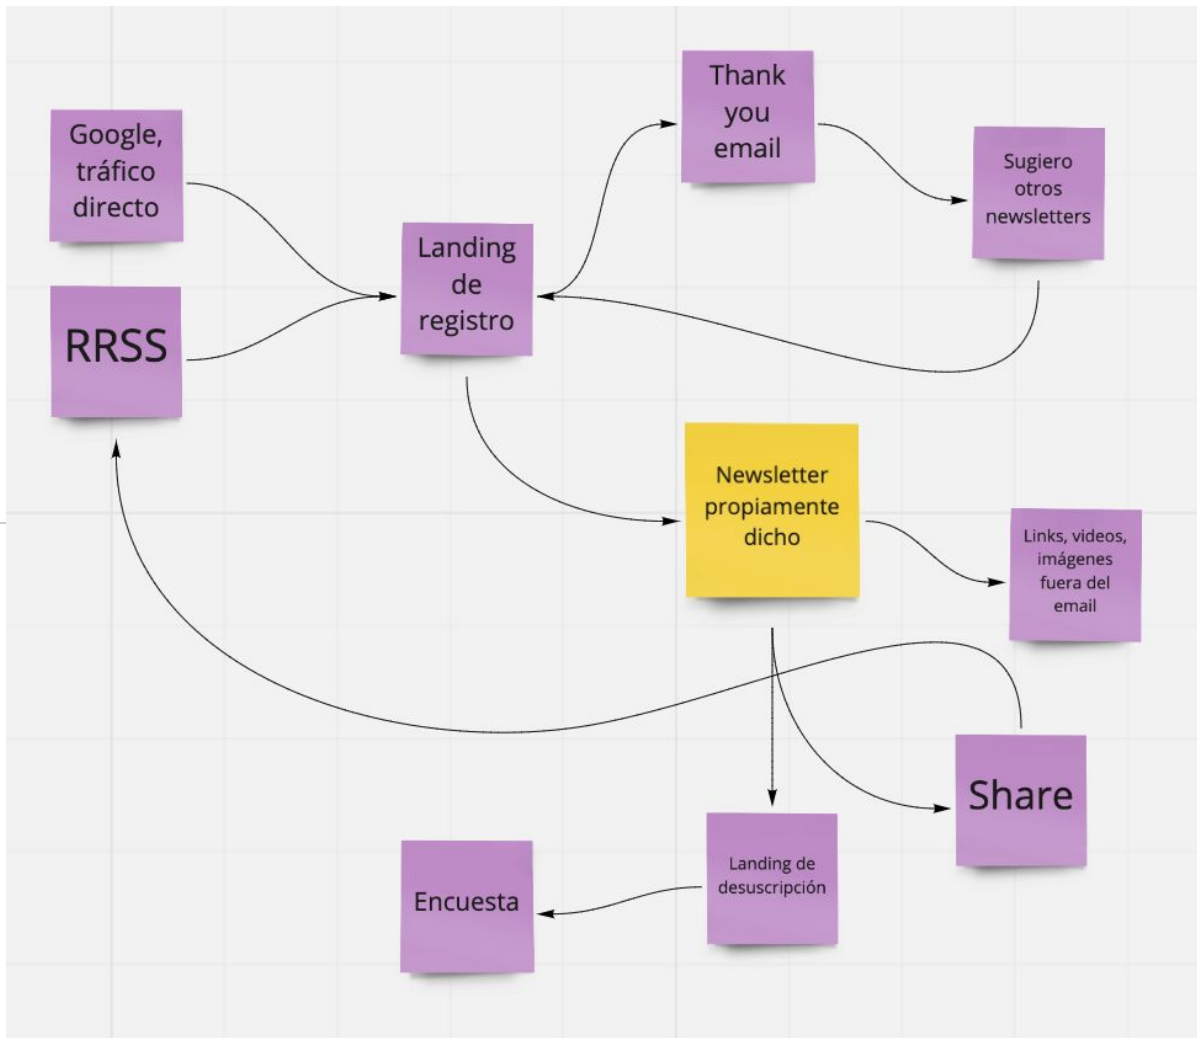 Thank
you
email
Google,
tráfico
directo
Sugiero
otros
newsletters
Landing
de
registro
RRSS
Newsletter
propiamente
dicho
Links, videos,
imágenes
fuera del
email
Share
Landing de
desuscripción
Encuesta